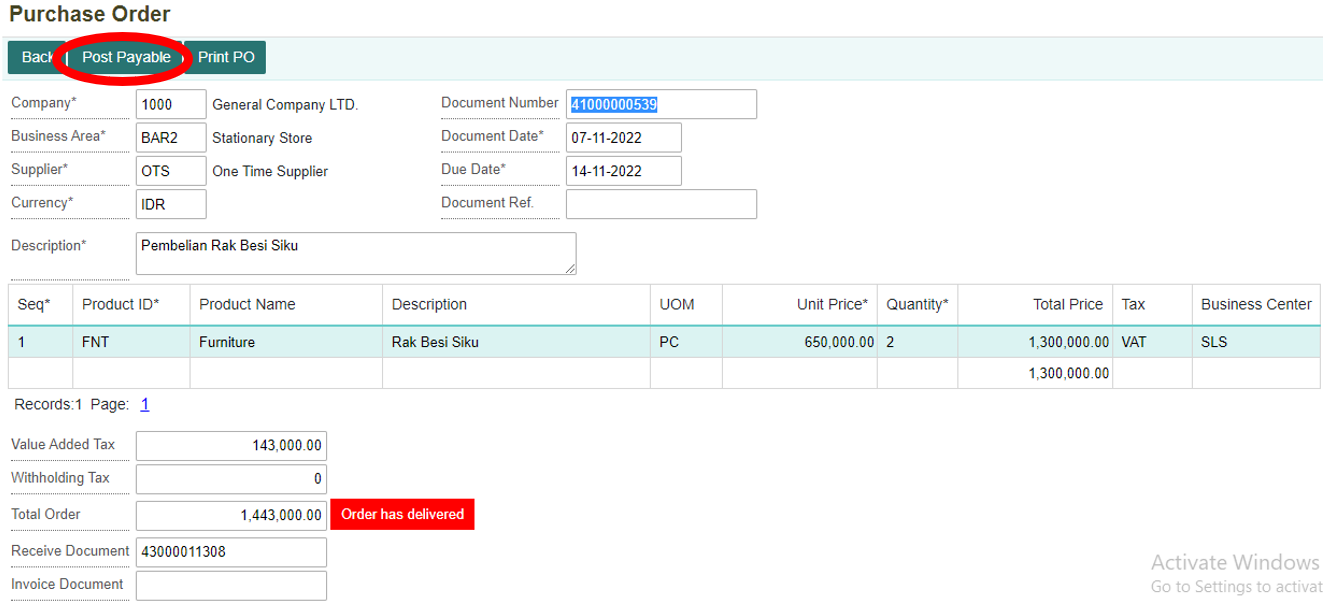 Purchase Order
Back Post Payable Print PO
Company* 1000 General Company LTD. Document Number 41000000539
Business Area* BAR2 Stationary Store Document Date* 07-11-2022
Supplier* OTS One Time Supplier Due Date* 14-11-2022
Currency* IDR Document Ref.
Description* Pembelian Rak Besi Siku
Seq* Product ID* Product Name Description UOM Unit Price* Quantity* Total Price Tax Business Center
1 FNT Furniture Rak Besi Siku PC 650,000.00 2 1,300,000.00 VAT SLS
1,300,000.00
Records:1 Page: 1
Value Added Tax 143,000.00
Withholding Tax 0
Total Order 1,443,000.00 Order has delivered
Receive Document 43000011308
Invoice Document
Activate Windows
Go to Settings to activat